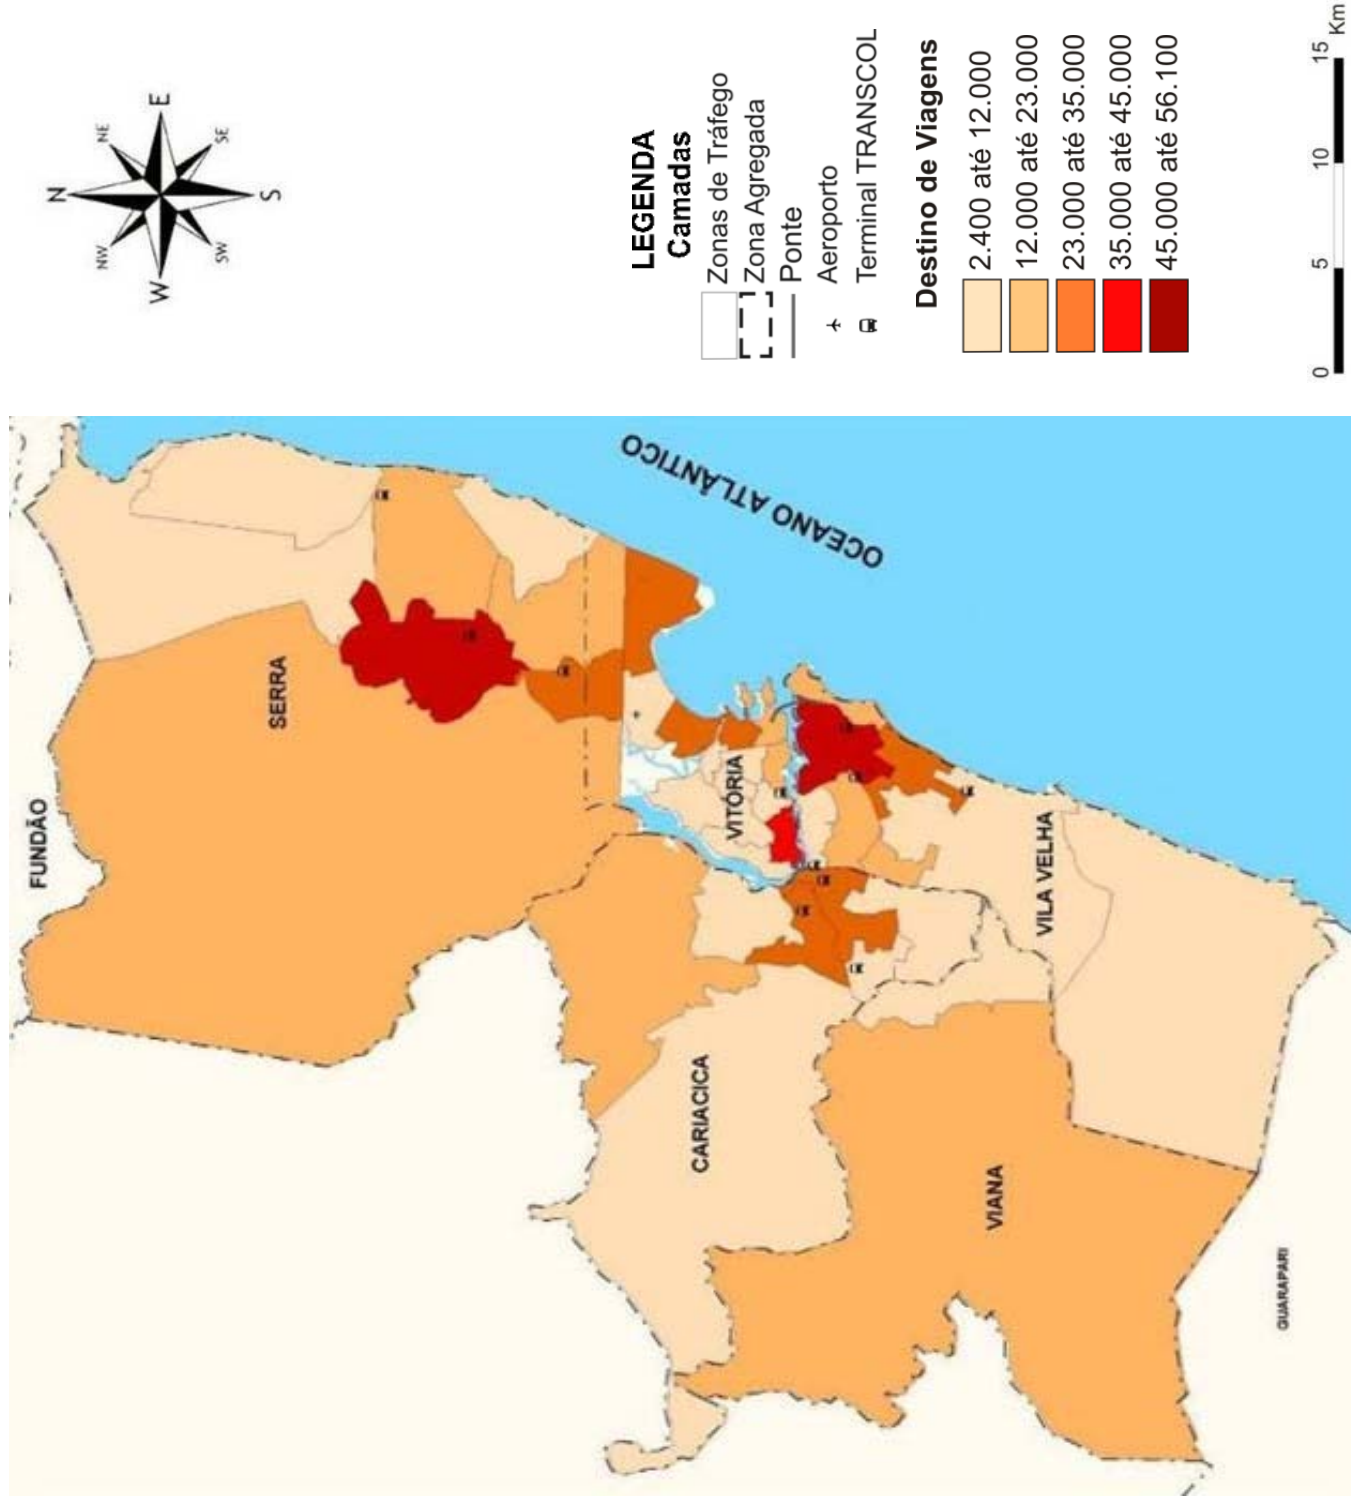 N
NE
E
SE
S
SW
W
NW
LEGENDA
Camadas
Zonas de Tráfego
Zona Agregada
Ponte
Aeroporto
Terminal TRANSCOL
Destino de Viagens
2.400 até 12.000
12.000 até 23.000
23.000 até 35.000
35.000 até 45.000
45.000 até 56.100
0 5 10 15 Km
FUNDÃO
SERRA
OCEANO ATLÂNTICO
VITÓRIA
VILA VELHA
CARIACICA
VIANA
GUARAPARI